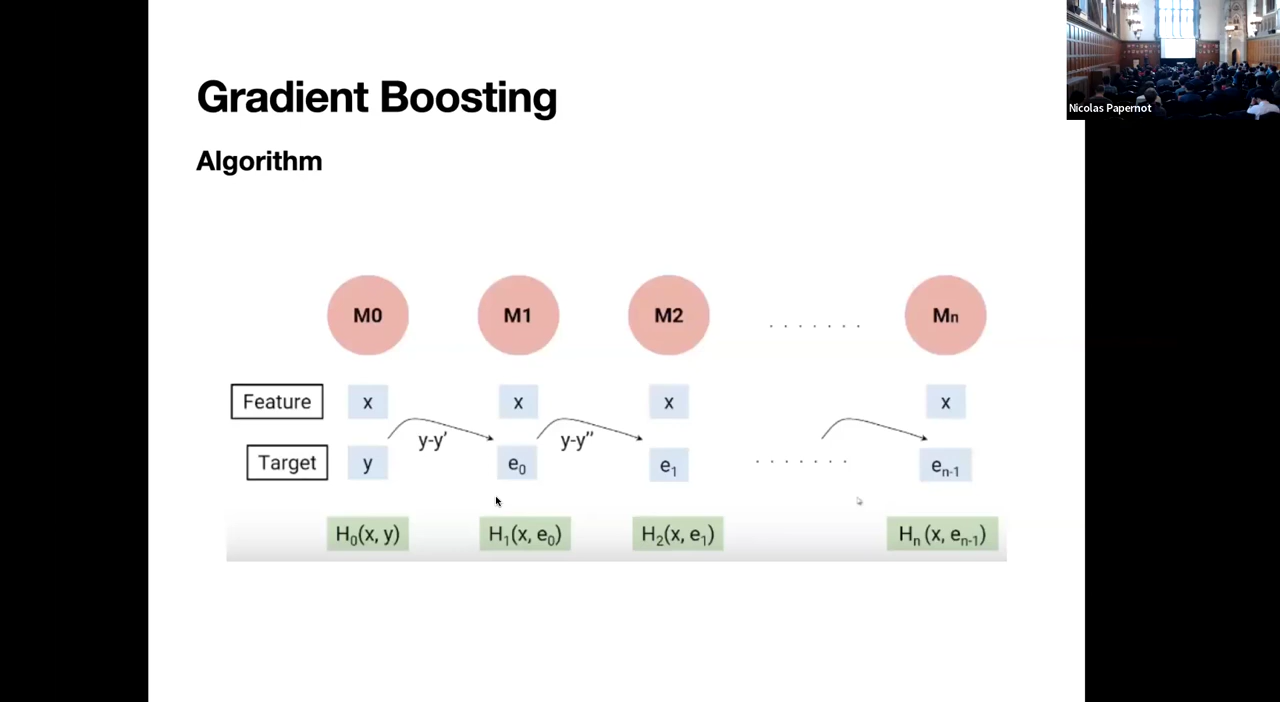 Nicolas Papernot
Gradient Boosting
Algorithm
M0 M1 M2 . . . . . . . Mn
Feature x x x x
y-y' y-y''
Target y e0 e1 . . . . . . . en-1
H0(x, y) H1(x, e0) H2(x, e1) Hn (x, en-1)